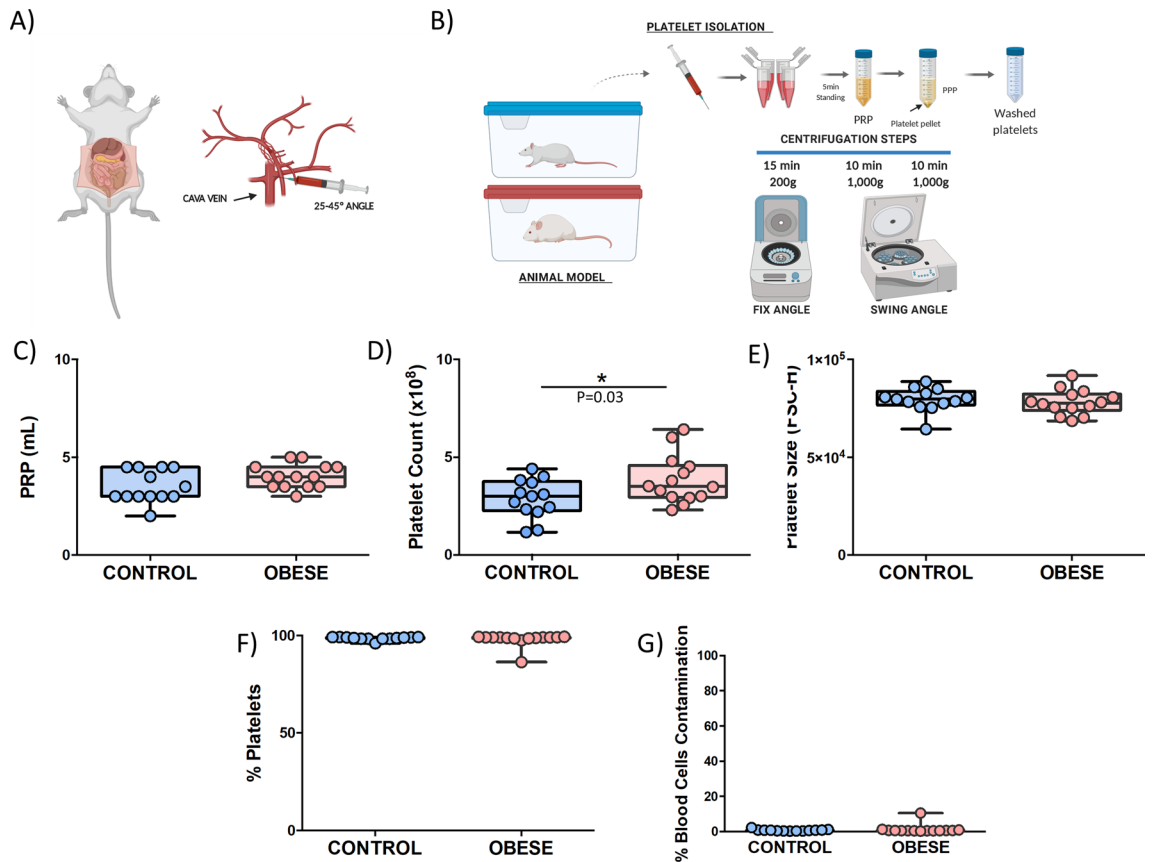 A)
CAVA VEIN
25-45° ANGLE
B)
PLATELET ISOLATION
5min
Standing
PRP
PPP
Platelet pellet
Washed
platelets
CENTRIFUGATION STEPS
15 min 10 min 10 min
200g 1,000g 1,000g
ANIMAL MODEL
FIX ANGLE
SWING ANGLE
C)
PRP (mL)
10
5
0
CONTROL OBESE
D)
Platelet Count (x10⁸)
10
5
0
*
P=0.03
CONTROL OBESE
E)
Platelet Size (FSC-H)
1×10⁵
5×10⁴
0
CONTROL OBESE
F)
% Platelets
100
50
0
CONTROL OBESE
G)
% Blood Cells Contamination
100
80
60
40
20
0
CONTROL OBESE